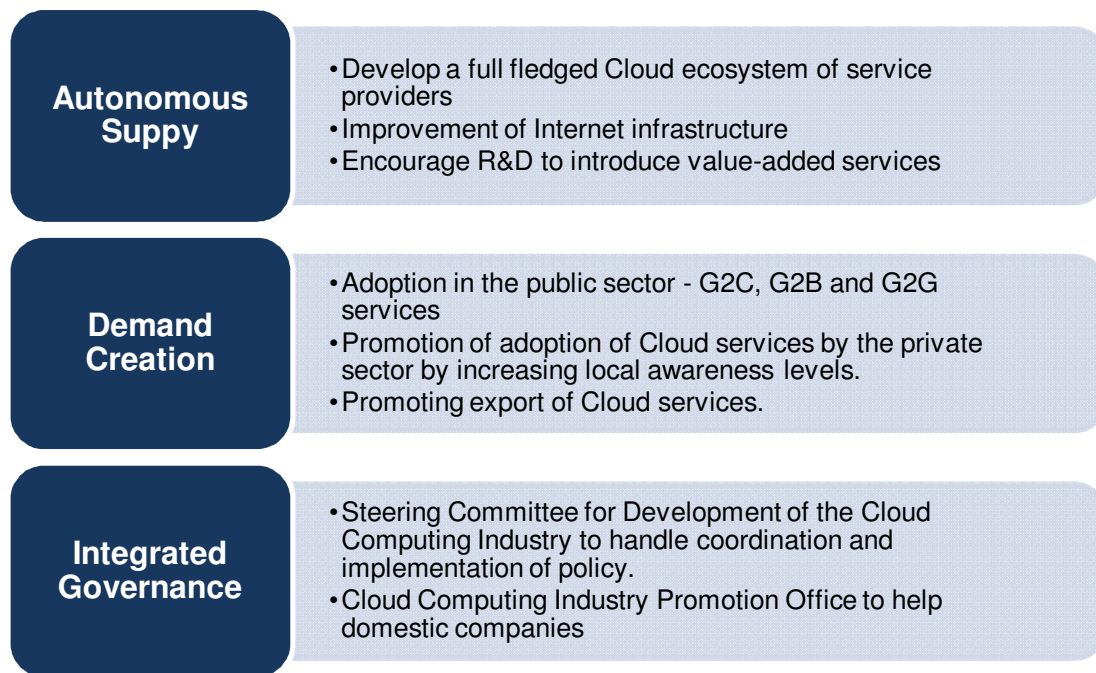 Autonomous
Suppy
•Develop a full fledged Cloud ecosystem of service
providers
•Improvement of Internet infrastructure
•Encourage R&D to introduce value-added services
Demand
Creation
•Adoption in the public sector - G2C, G2B and G2G
services
•Promotion of adoption of Cloud services by the private
sector by increasing local awareness levels.
•Promoting export of Cloud services.
Integrated
Governance
•Steering Committee for Development of the Cloud
Computing Industry to handle coordination and
implementation of policy.
•Cloud Computing Industry Promotion Office to help
domestic companies